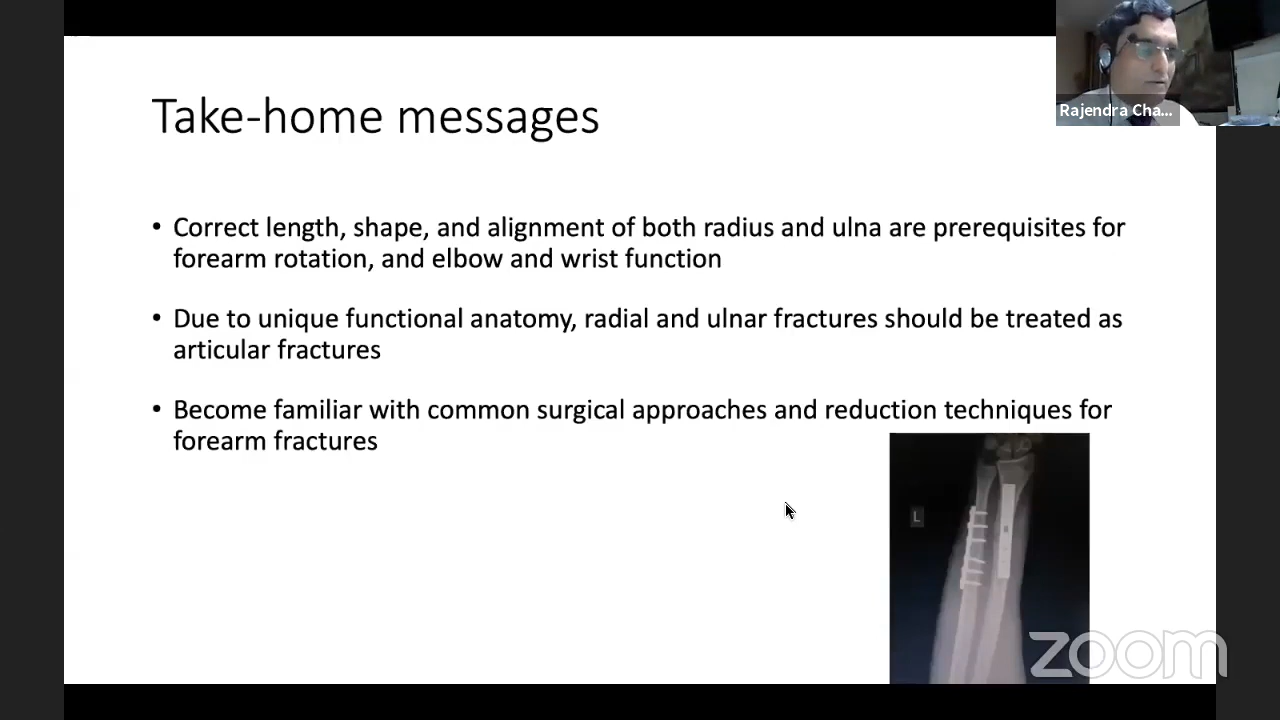 Take-home messages
Rajendra Cha...
• Correct length, shape, and alignment of both radius and ulna are prerequisites for
forearm rotation, and elbow and wrist function
• Due to unique functional anatomy, radial and ulnar fractures should be treated as
articular fractures
• Become familiar with common surgical approaches and reduction techniques for
forearm fractures
L
zoom